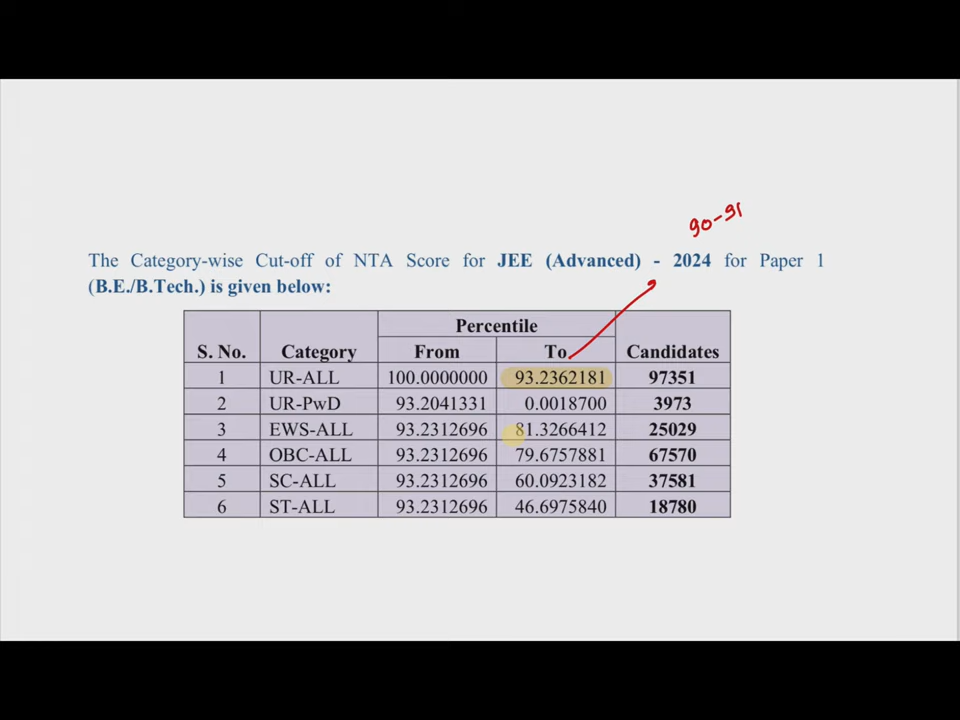 90-91
The Category-wise Cut-off of NTA Score for JEE (Advanced) - 2024 for Paper 1
(B.E./B.Tech.) is given below:
Percentile
S. No. Category From To Candidates
1 UR-ALL 100.0000000 93.2362181 97351
2 UR-PwD 93.2041331 0.0018700 3973
3 EWS-ALL 93.2312696 81.3266412 25029
4 OBC-ALL 93.2312696 79.6757881 67570
5 SC-ALL 93.2312696 60.0923182 37581
6 ST-ALL 93.2312696 46.6975840 18780